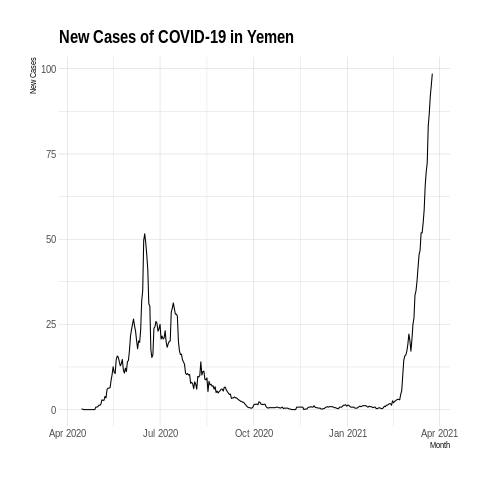 New Cases of COVID-19 in Yemen
New Cases
100
75
50
25
0
Apr 2020 Jul 2020 Oct 2020 Jan 2021 Apr 2021
Month